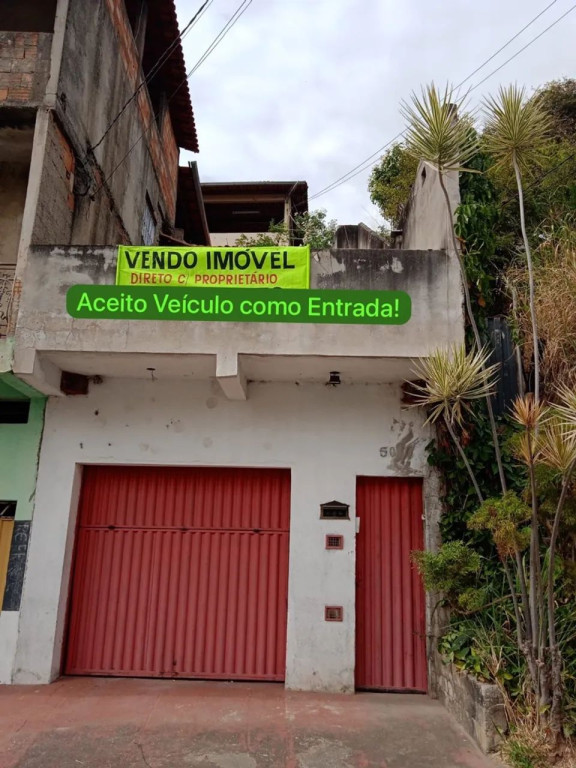 VENDO IMÓVEL
DIRETO C/ PROPRIETÁRIO
Aceito Veículo como Entrada!